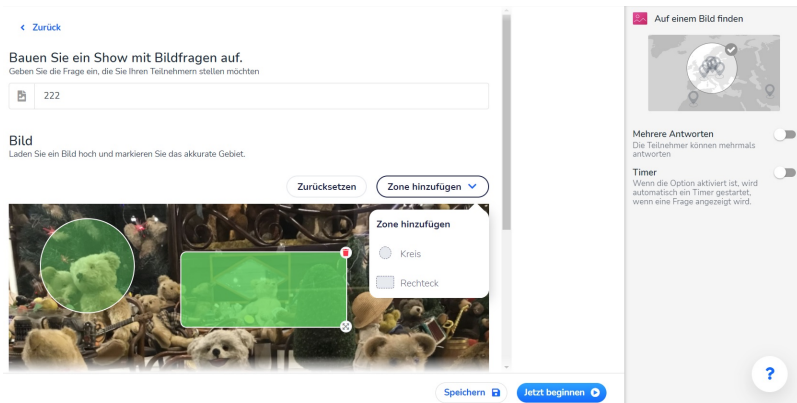 Zurück
Bauen Sie ein Show mit Bildfragen auf.
Geben Sie die Frage ein, die Sie Ihren Teilnehmern stellen möchten
222
Bild
Laden Sie ein Bild hoch und markieren Sie das akkurate Gebiet.
Zurücksetzen
Zone hinzufügen
Zone hinzufügen
Kreis
Rechteck
Speichern
Jetzt beginnen
Auf einem Bild finden
Mehrere Antworten
Die Teilnehmer können mehrmals
antworten
Timer
Wenn die Option aktiviert ist, wird
automatisch ein Timer gestartet,
wenn eine Frage angezeigt wird.
?